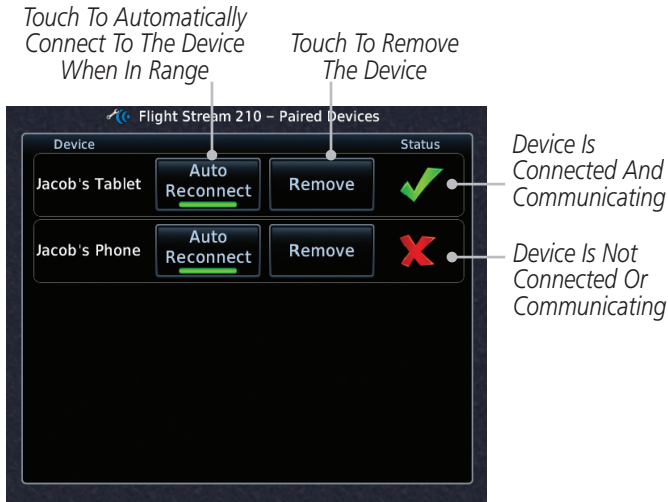 Touch To Automatically
Connect To The Device
When In Range
Touch To Remove
The Device
Flight Stream 210 – Paired Devices
Device
Status
Jacob's Tablet
Auto
Reconnect
Remove
Device Is
Connected And
Communicating
Jacob's Phone
Auto
Reconnect
Remove
Device Is Not
Connected Or
Communicating